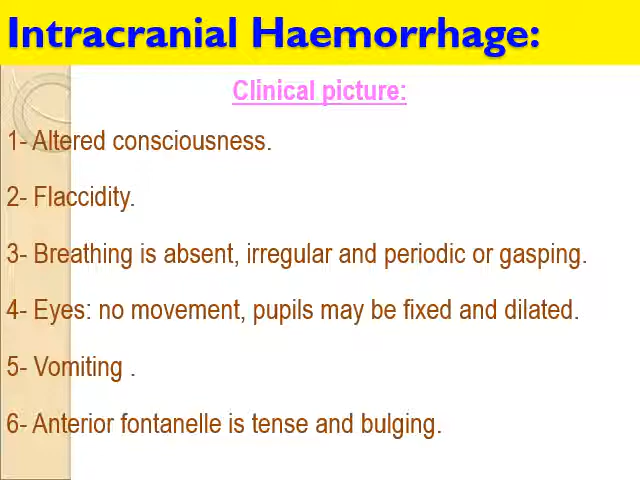 Intracranial Haemorrhage:
Clinical picture:
1- Altered consciousness.
2- Flaccidity.
3- Breathing is absent, irregular and periodic or gasping.
4- Eyes: no movement, pupils may be fixed and dilated.
5- Vomiting .
6- Anterior fontanelle is tense and bulging.